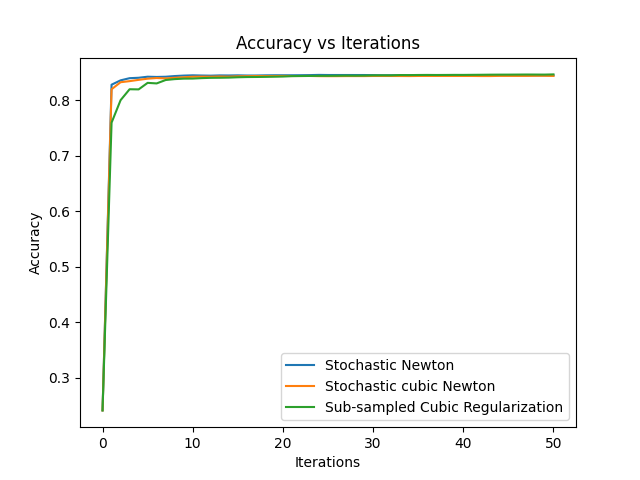 Accuracy vs Iterations
Accuracy
0.8
0.7
0.6
0.5
0.4
0.3
Stochastic Newton
Stochastic cubic Newton
Sub-sampled Cubic Regularization
0 10 20 30 40 50
Iterations